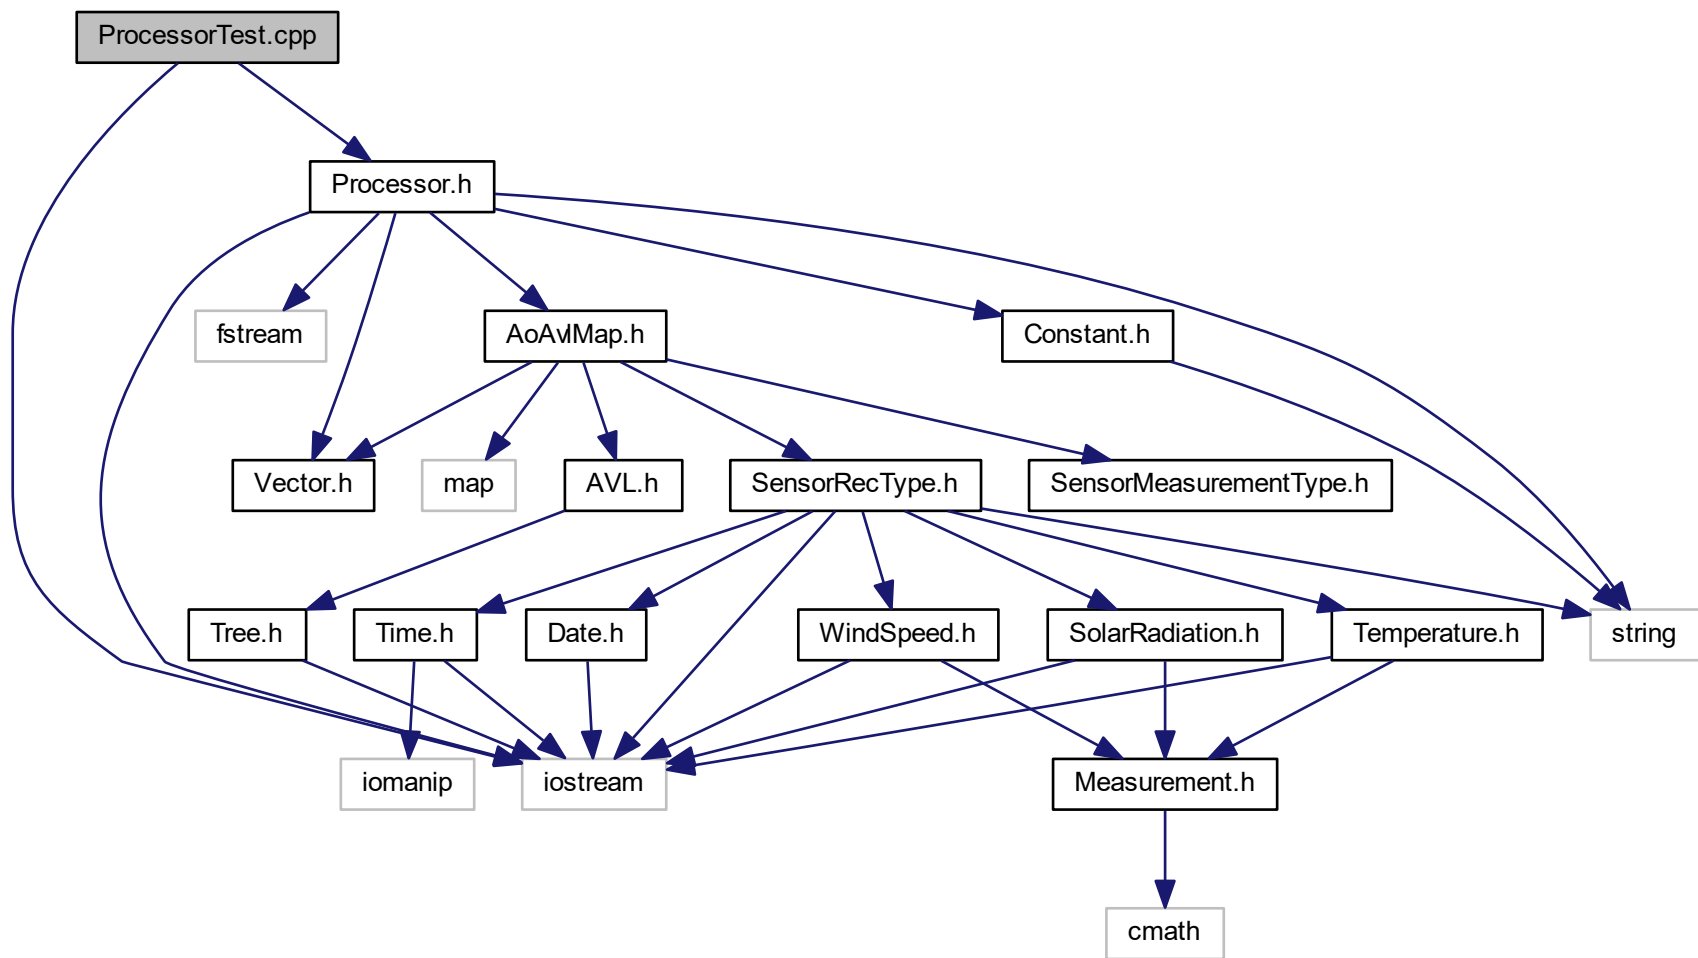 ProcessorTest.cpp
Processor.h
fstream
AoAvlMap.h
Constant.h
Vector.h
map
AVL.h
SensorRecType.h
SensorMeasurementType.h
Tree.h
Time.h
Date.h
WindSpeed.h
SolarRadiation.h
Temperature.h
string
iomanip
iostream
Measurement.h
cmath